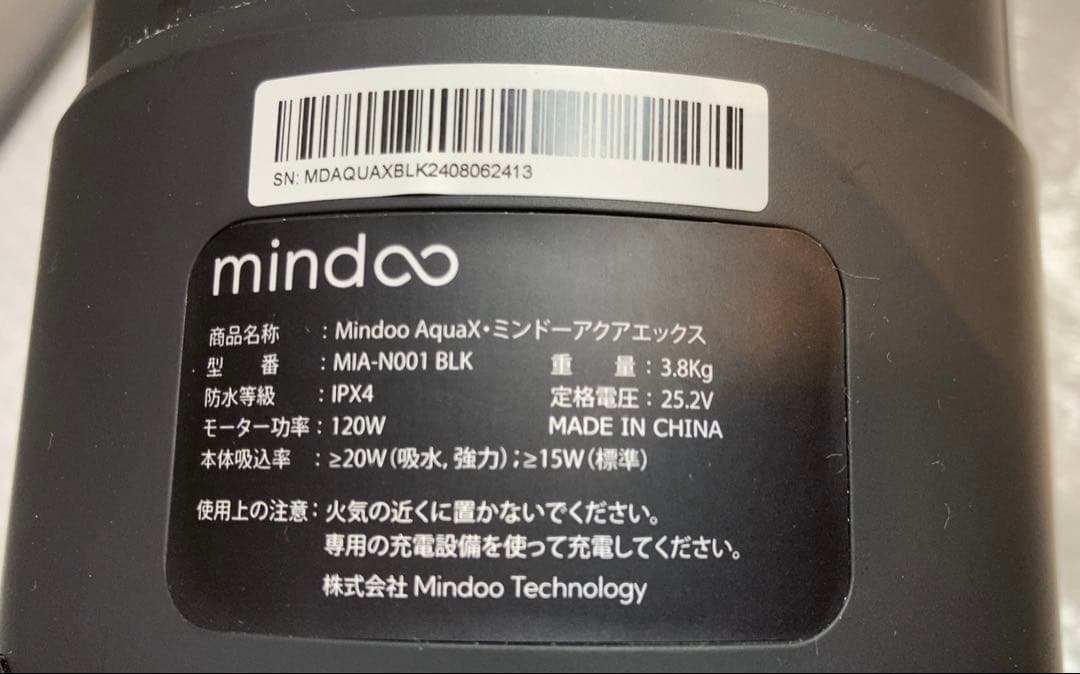 SN: MDAQUAXBLK2408062413
mindoo
商品名称 : Mindoo AquaX・ミンドーアクアエックス
型 番 : MIA-N001 BLK 重 量 : 3.8Kg
防水等級 : IPX4 定格電圧 : 25.2V
モーター功率 : 120W MADE IN CHINA
本体吸込率 : ≥20W (吸水, 強力) ; ≥15W (標準)
使用上の注意 : 火気の近くに置かないでください。
専用の充電設備を使って充電してください。
株式会社 Mindoo Technology